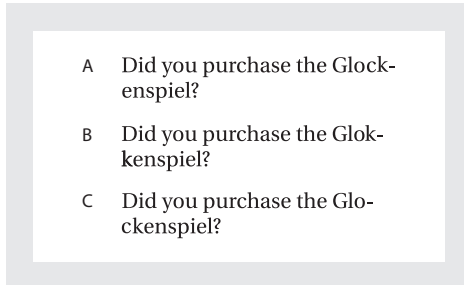 A Did you purchase the Glock-
enspiel?
B Did you purchase the Glok-
kenspiel?
C Did you purchase the Glo-
ckenspiel?